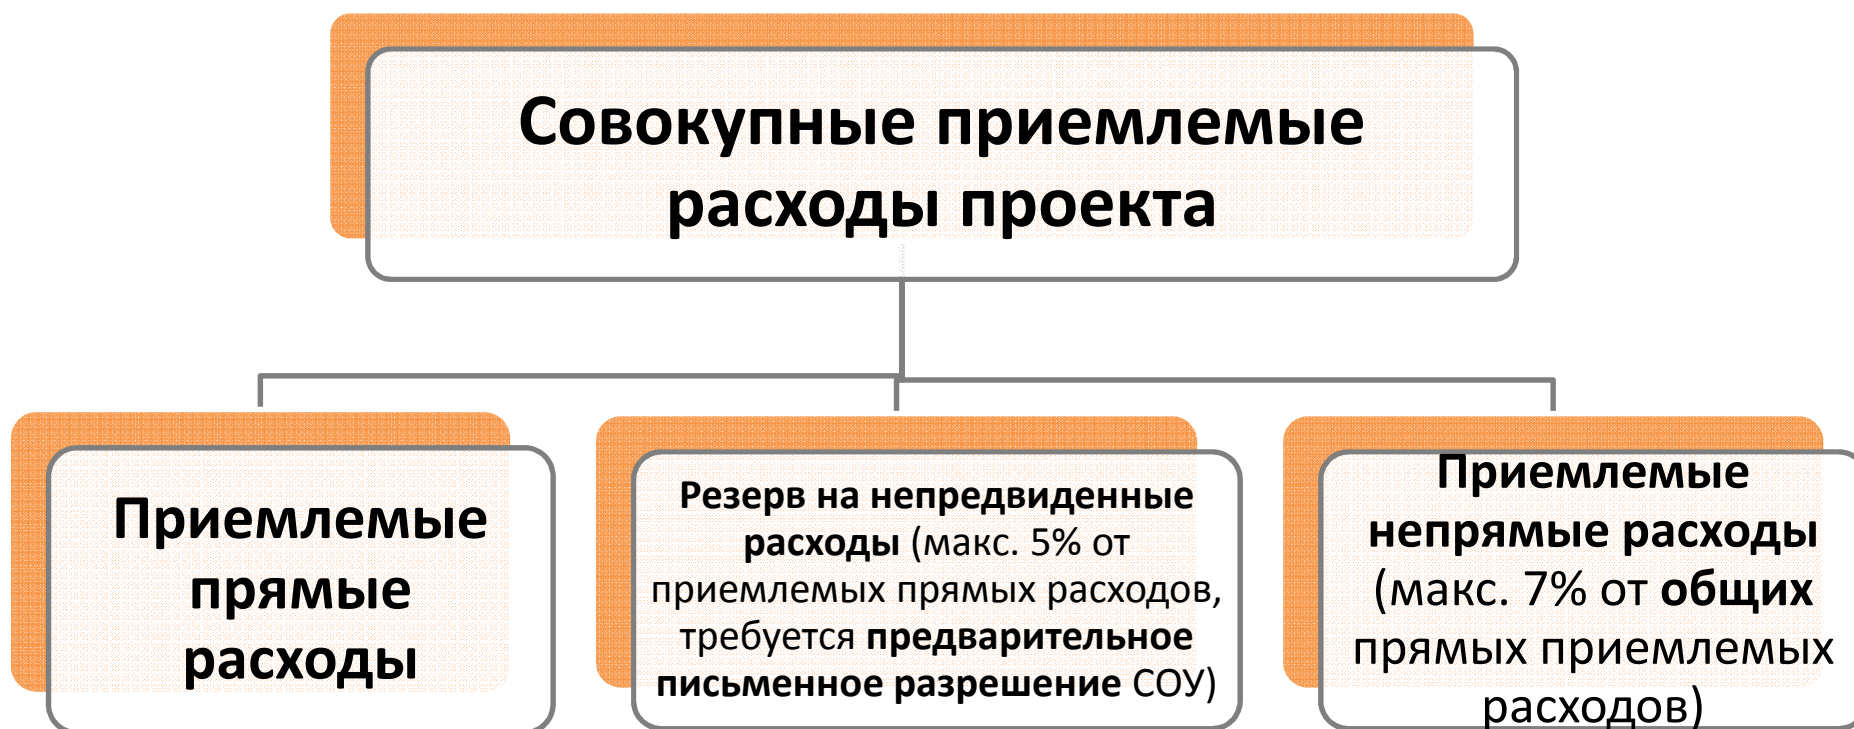 Совокупные приемлемые
расходы проекта
Приемлемые
прямые
расходы
Резерв на непредвиденные
расходы (макс. 5% от
приемлемых прямых расходов,
требуется предварительное
письменное разрешение СОУ)
Приемлемые
непрямые расходы
(макс. 7% от общих
прямых приемлемых
расходов)